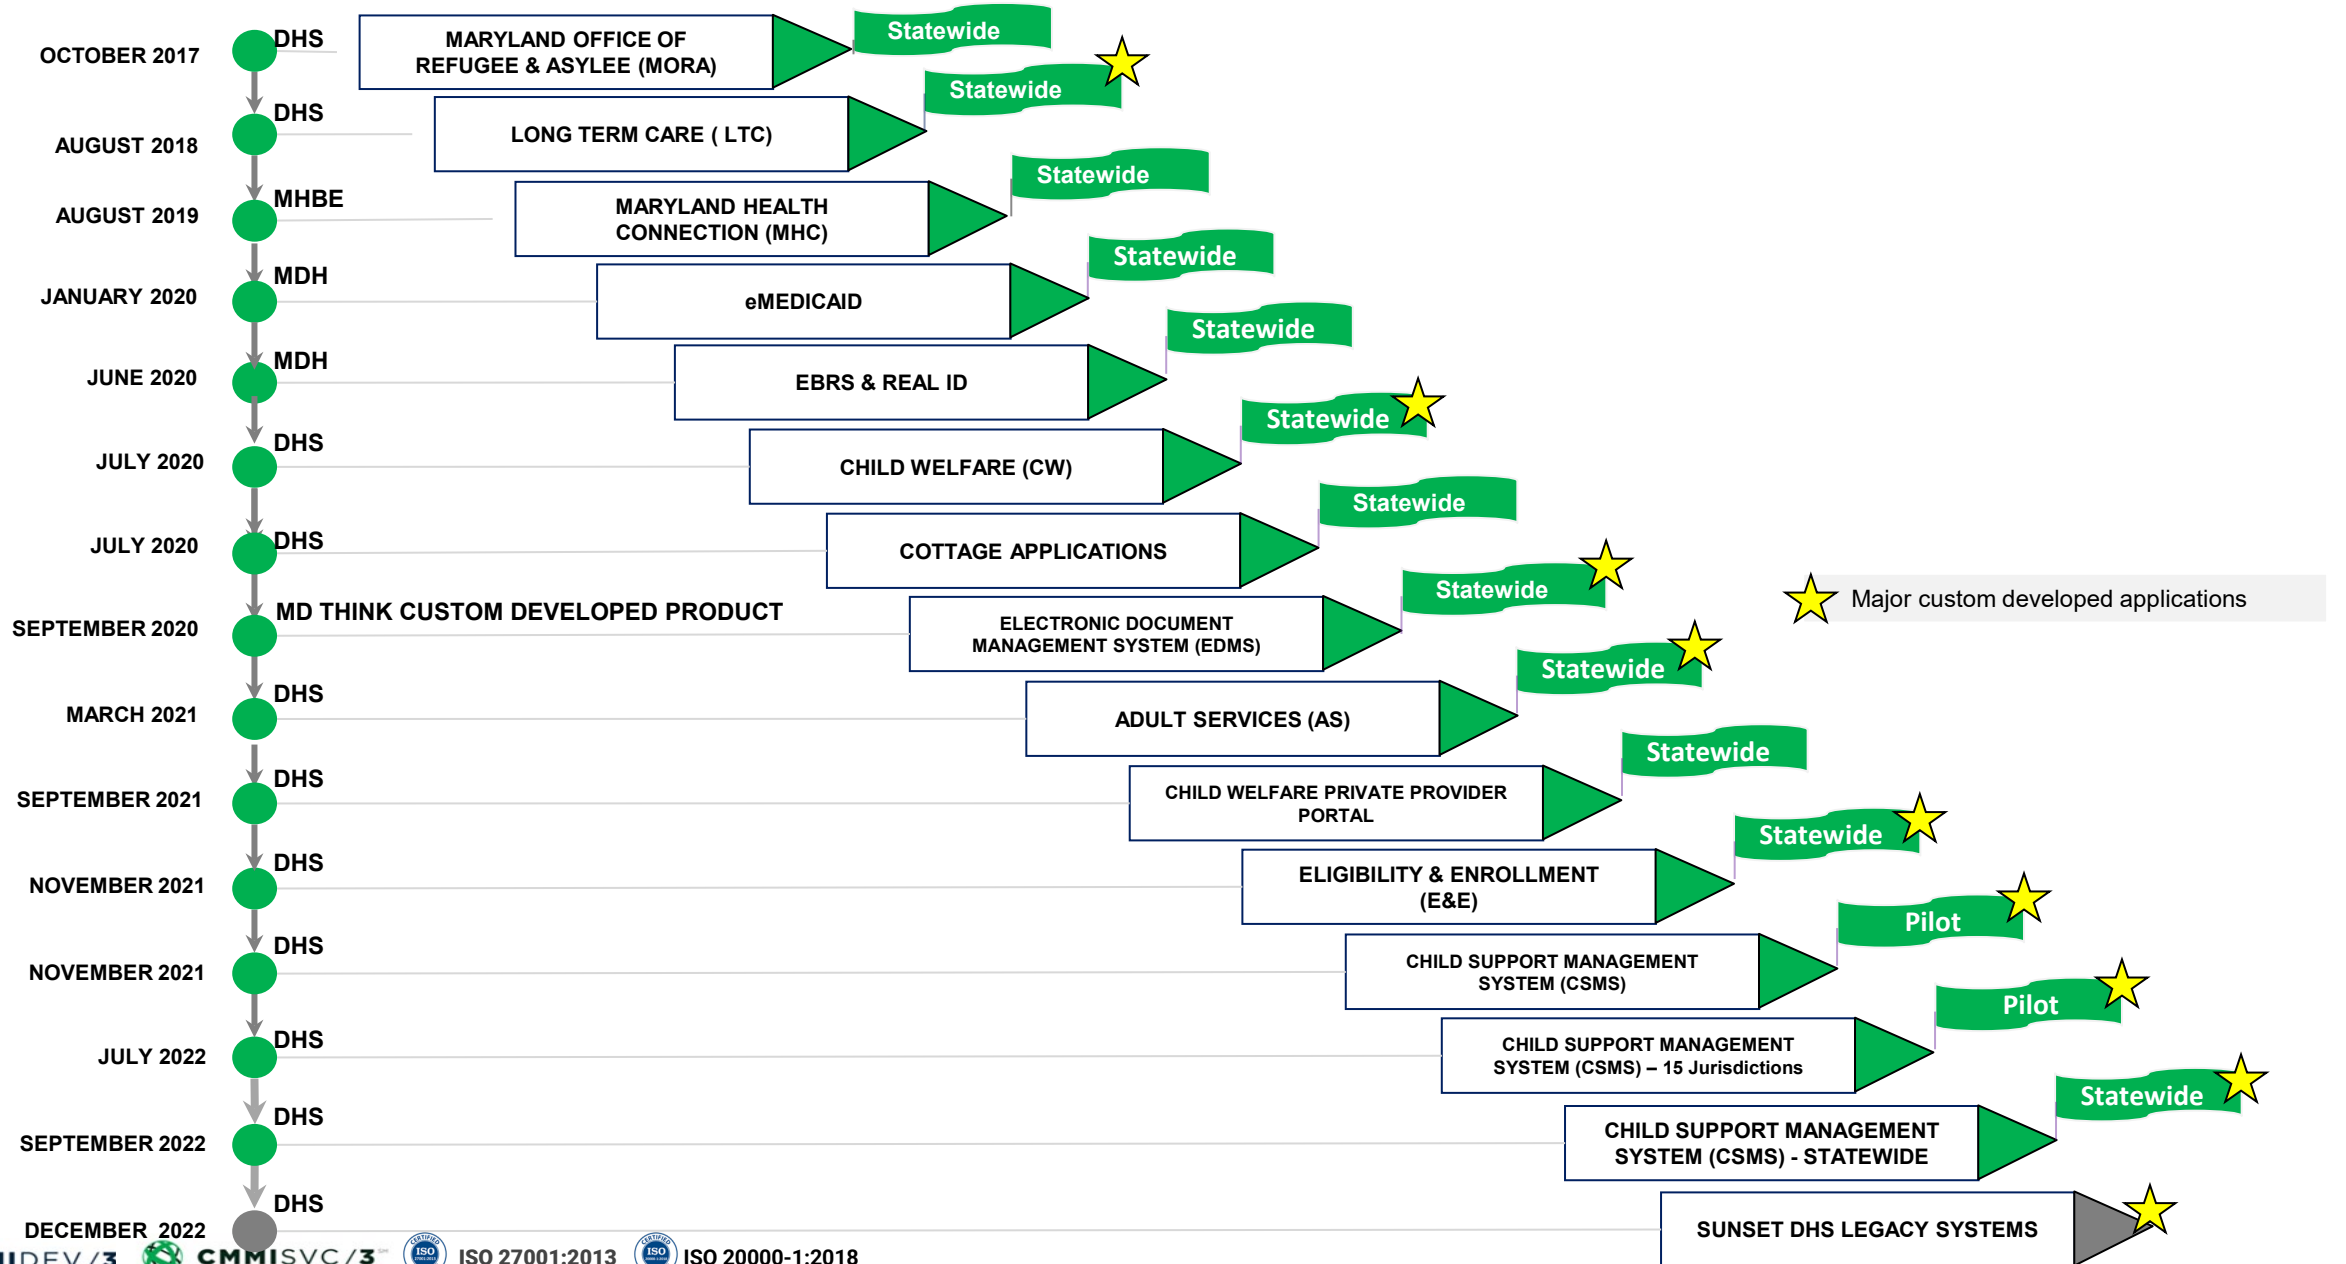 OCTOBER 2017
DHS
MARYLAND OFFICE OF
REFUGEE & ASYLEE (MORA)
Statewide
AUGUST 2018
DHS
LONG TERM CARE ( LTC)
Statewide
AUGUST 2019
MHBE
MARYLAND HEALTH
CONNECTION (MHC)
Statewide
JANUARY 2020
MDH
eMEDICAID
Statewide
JUNE 2020
MDH
EBRS & REAL ID
Statewide
JULY 2020
DHS
CHILD WELFARE (CW)
Statewide
JULY 2020
DHS
COTTAGE APPLICATIONS
Statewide
SEPTEMBER 2020
MD THINK CUSTOM DEVELOPED PRODUCT
ELECTRONIC DOCUMENT
MANAGEMENT SYSTEM (EDMS)
Statewide
Major custom developed applications
MARCH 2021
DHS
ADULT SERVICES (AS)
Statewide
SEPTEMBER 2021
DHS
CHILD WELFARE PRIVATE PROVIDER
PORTAL
Statewide
NOVEMBER 2021
DHS
ELIGIBILITY & ENROLLMENT
(E&E)
Statewide
NOVEMBER 2021
DHS
CHILD SUPPORT MANAGEMENT
SYSTEM (CSMS)
Pilot
JULY 2022
DHS
CHILD SUPPORT MANAGEMENT
SYSTEM (CSMS) – 15 Jurisdictions
Pilot
SEPTEMBER 2022
DHS
CHILD SUPPORT MANAGEMENT
SYSTEM (CSMS) - STATEWIDE
Statewide
DECEMBER 2022
DHS
SUNSET DHS LEGACY SYSTEMS
CMMISVC/3
ISO
ISO 27001:2013
ISO
ISO 20000-1:2018